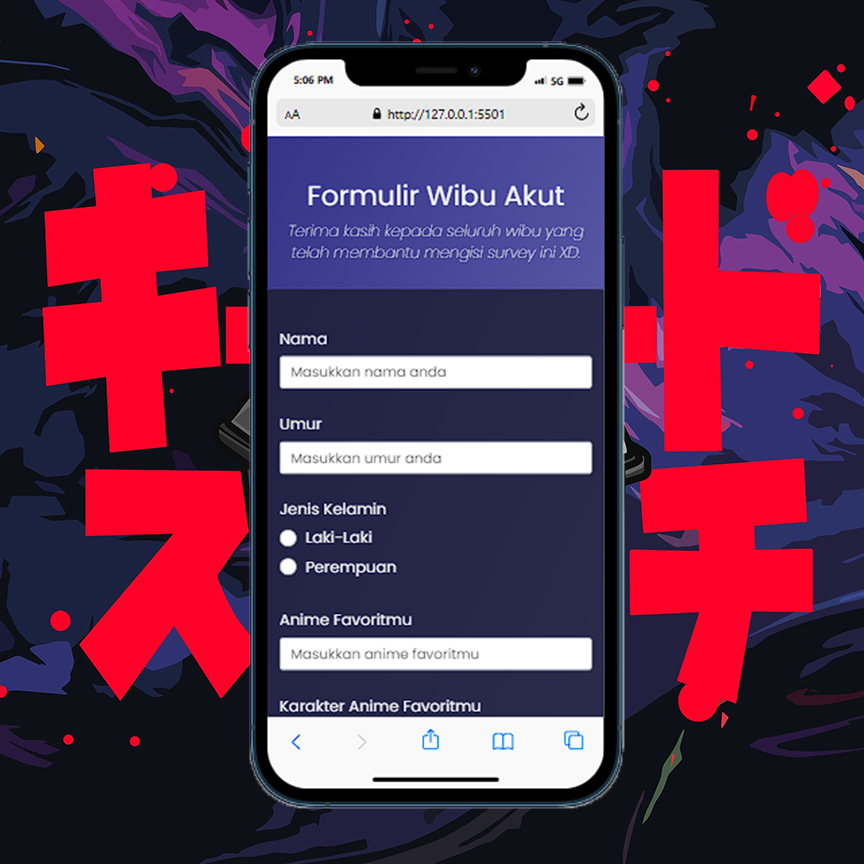 5:06 PM
5G
AA
http://127.0.0.1:5501
Formulir Wibu Akut
Terima kasih kepada seluruh wibu yang
telah membantu mengisi survey ini XD.
Nama
Masukkan nama anda
Umur
Masukkan umur anda
Jenis Kelamin
Laki-Laki
Perempuan
Anime Favoritmu
Masukkan anime favoritmu
Karakter Anime Favoritmu
キ
ド
ス
チ